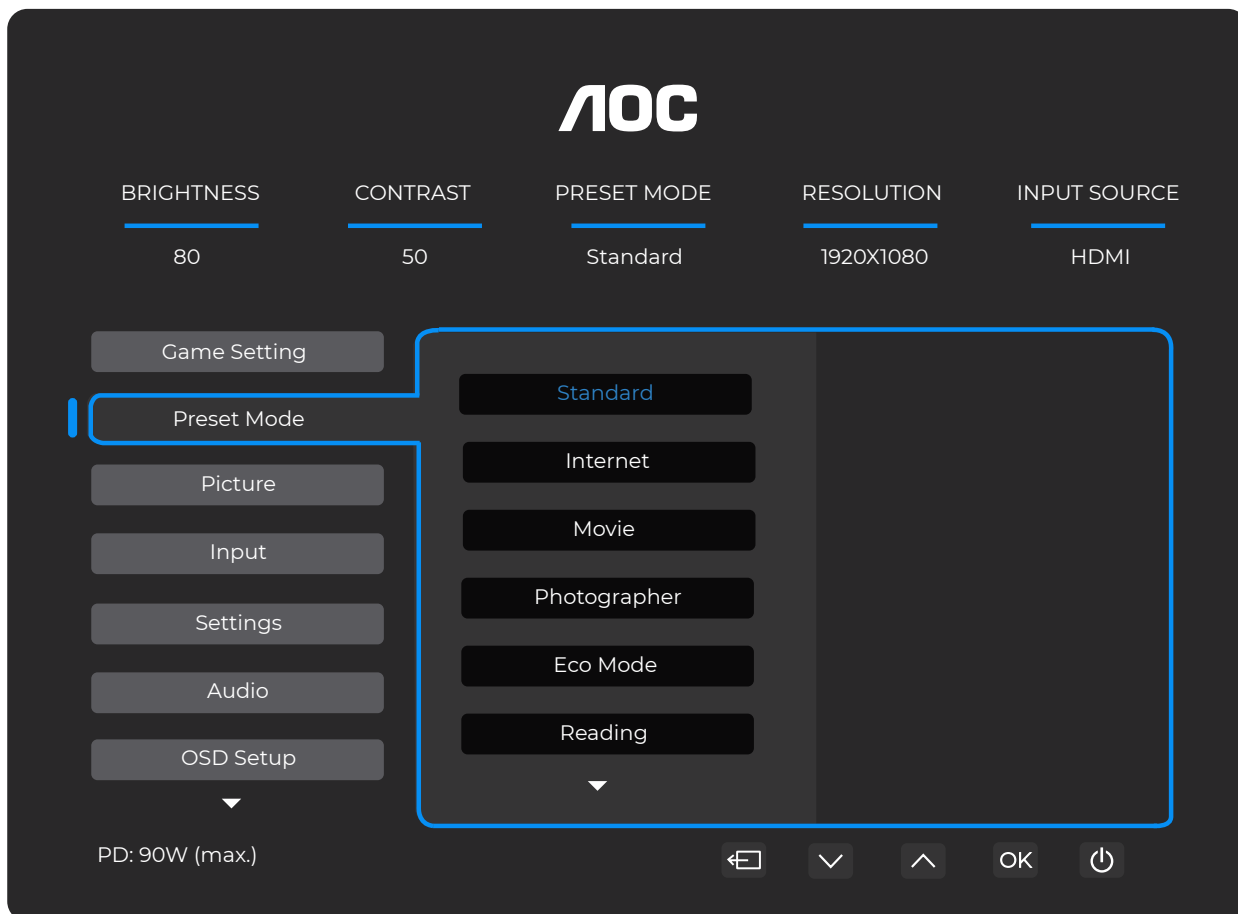 AOC
BRIGHTNESS CONTRAST PRESET MODE RESOLUTION INPUT SOURCE
80 50 Standard 1920X1080 HDMI
Game Setting
Preset Mode
Picture
Input
Settings
Audio
OSD Setup
Standard
Internet
Movie
Photographer
Eco Mode
Reading
PD: 90W (max.)
OK